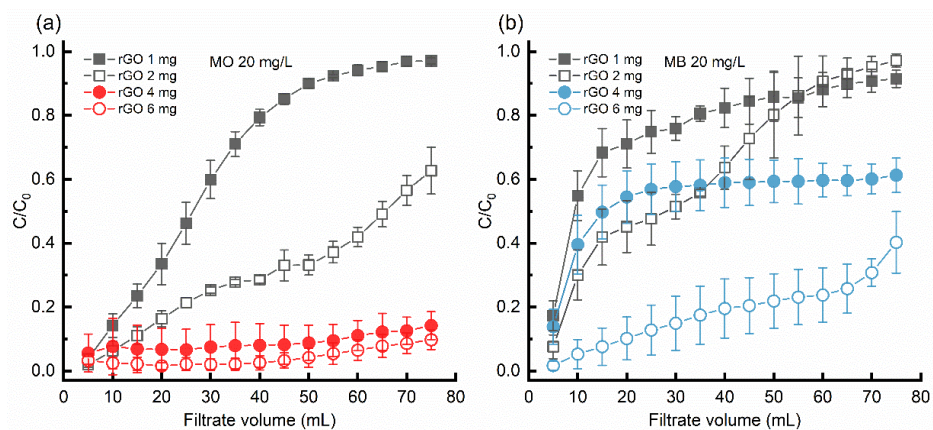 (a)
rGO 1 mg
rGO 2 mg
rGO 4 mg
rGO 6 mg
MO 20 mg/L
C/C₀
1.0
0.8
0.6
0.4
0.2
0.0
0 10 20 30 40 50 60 70 80
Filtrate volume (mL)
(b)
rGO 1 mg
rGO 2 mg
rGO 4 mg
rGO 6 mg
MB 20 mg/L
C/C₀
1.0
0.8
0.6
0.4
0.2
0.0
0 10 20 30 40 50 60 70 80
Filtrate volume (mL)